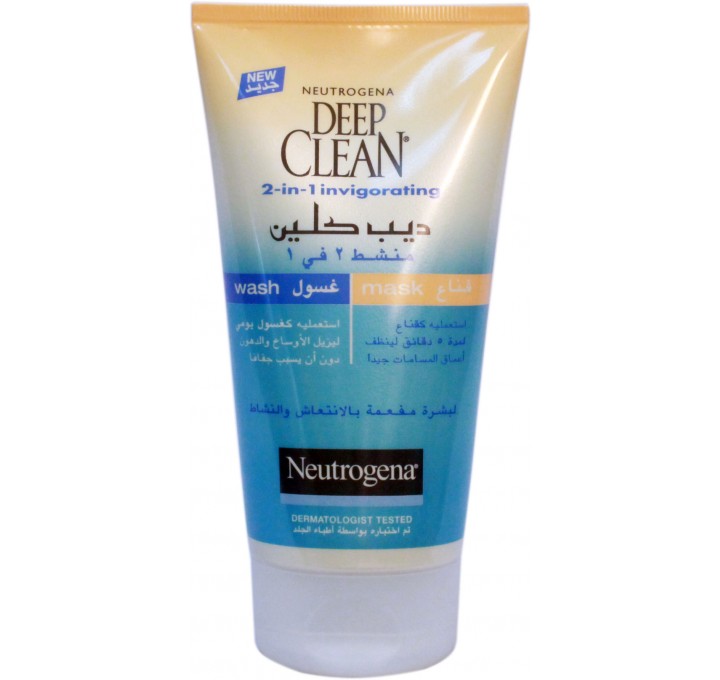 NEW
جديد
NEUTROGENA
DEEP
CLEAN®
2-in-1 invigorating
ديب كلين
منشط ٢ في ١
wash غسول
mask قناع
استعمليه كغسول يومي
ليزيل الأوساخ والدهون
دون أن يسبب جفافا
استعمليه كقناع
لمدة ٥ دقائق لينظف
أعماق المسامات جيدا
لبشرة مفعمة بالانتعاش والنشاط
Neutrogena®
DERMATOLOGIST TESTED
تم اختباره بواسطة أطباء الجلد